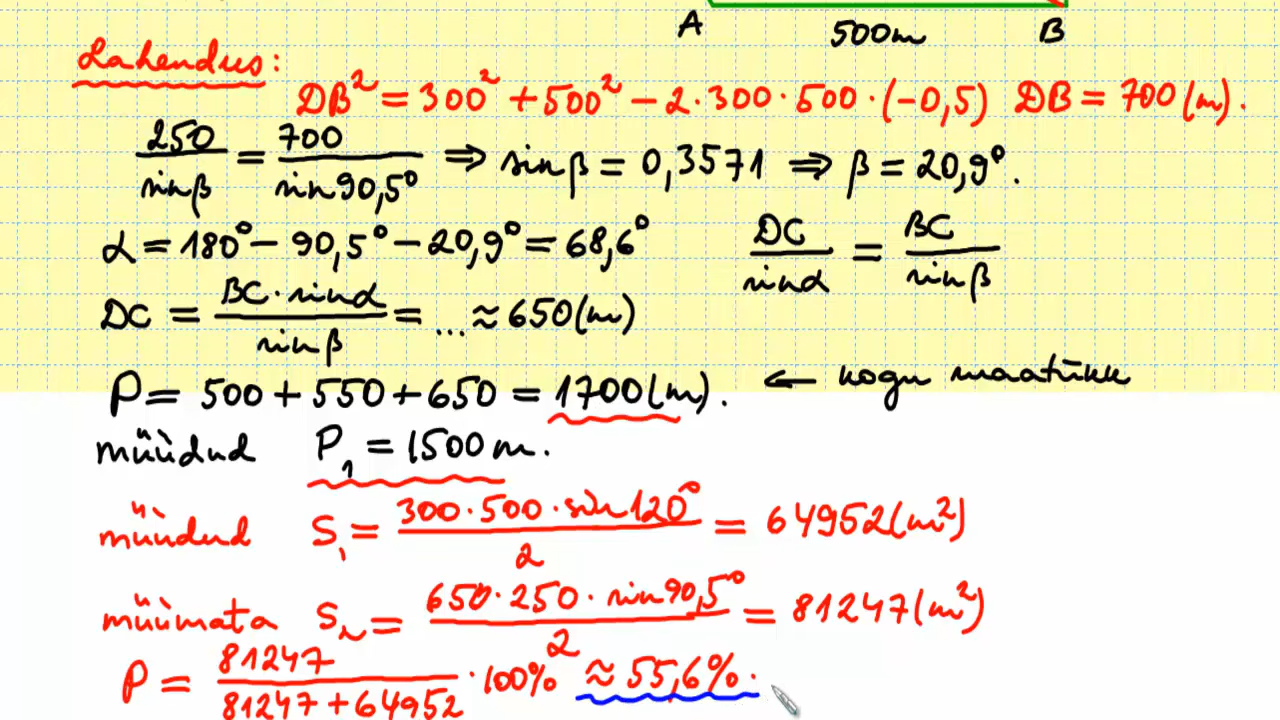 A 500m B
Lahendus:
DB² = 300² + 500² − 2·300·500·(−0,5) DB = 700(m).
250/sinβ = 700/sin90,5° ⇒ sinβ = 0,3571 ⇒ β = 20,9°.
α = 180° − 90,5° − 20,9° = 68,6° DC/sinα = BC/sinβ
DC = BC·sinα/sinβ = ... ≈ 650(m)
P = 500 + 550 + 650 = 1700(m). ← kogu maatükk
müüdud P₁ = 1500m.
müüdud S₁ = 300·500·sin120°/2 = 64952(m²)
müümata S₂ = 650·250·sin90,5°/2 = 81247(m²)
P = 81247/81247+64952 · 100% ≈ 55,6%.